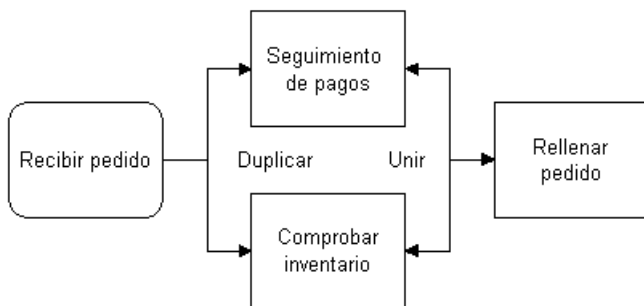 Seguimiento
de pagos
Recibir pedido
Duplicar
Unir
Rellenar
pedido
Comprobar
inventario